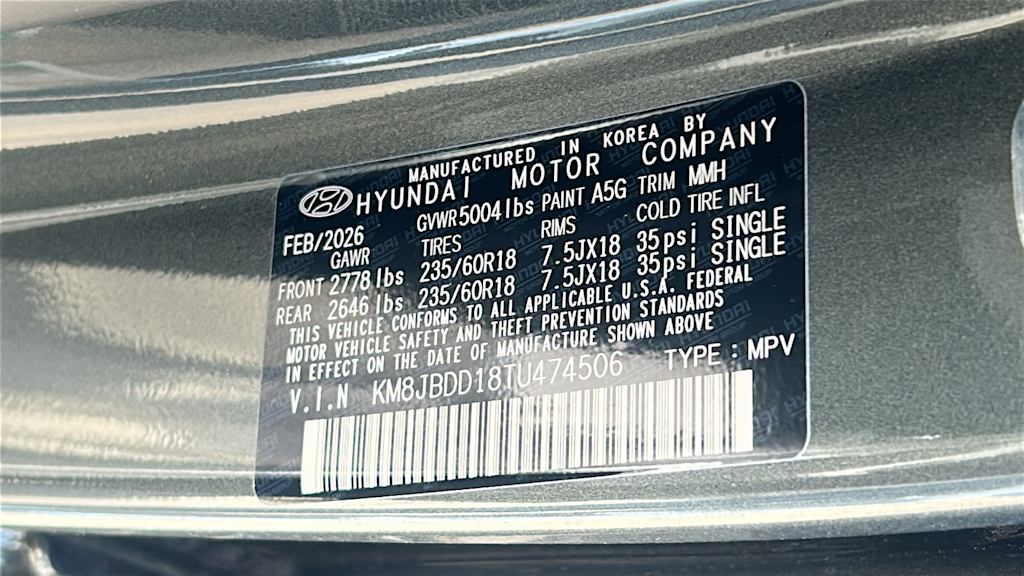 MANUFACTURED IN KOREA BY
HYUNDAI MOTOR COMPANY
FEB/2026 GVWR 5004lbs PAINT A5G TRIM MMH
GAWR TIRES RIMS COLD TIRE INFL
FRONT 2778 lbs 235/60R18 7.5JX18 35psi SINGLE
REAR 2646 lbs 235/60R18 7.5JX18 35psi SINGLE
THIS VEHICLE CONFORMS TO ALL APPLICABLE U.S.A. FEDERAL
MOTOR VEHICLE SAFETY AND THEFT PREVENTION STANDARDS
IN EFFECT ON THE DATE OF MANUFACTURE SHOWN ABOVE
V.I.N KM8JBDD18TU474506 TYPE : MPV